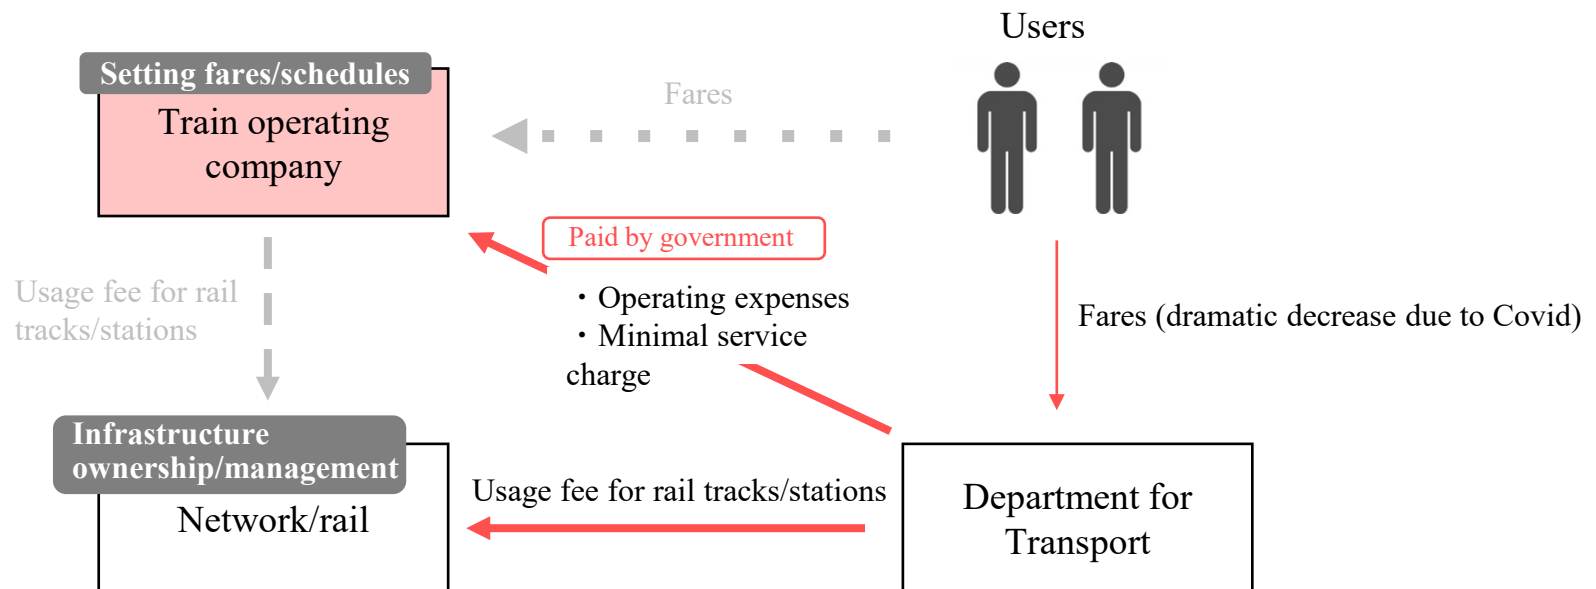 Users
Setting fares/schedules
Train operating
company
Fares
Paid by government
・Operating expenses
・Minimal service
charge
Usage fee for rail
tracks/stations
Fares (dramatic decrease due to Covid)
Infrastructure
ownership/management
Network/rail
Usage fee for rail tracks/stations
Department for
Transport